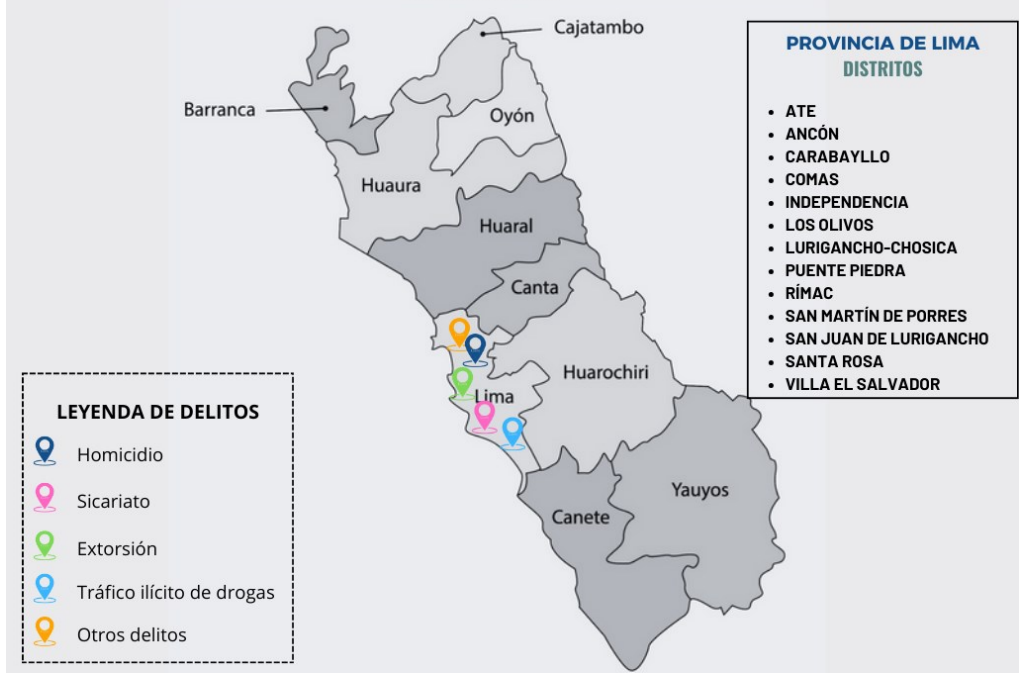 Cajatambo
Barranca
Oyón
Huaura
Huaral
Canta
Huarochiri
Lima
Yauyos
Canete
PROVINCIA DE LIMA
DISTRITOS
• ATE
• ANCÓN
• CARABAYLLO
• COMAS
• INDEPENDENCIA
• LOS OLIVOS
• LURIGANCHO-CHOSICA
• PUENTE PIEDRA
• RÍMAC
• SAN MARTÍN DE PORRES
• SAN JUAN DE LURIGANCHO
• SANTA ROSA
• VILLA EL SALVADOR
LEYENDA DE DELITOS
Homicidio
Sicariato
Extorsión
Tráfico ilícito de drogas
Otros delitos